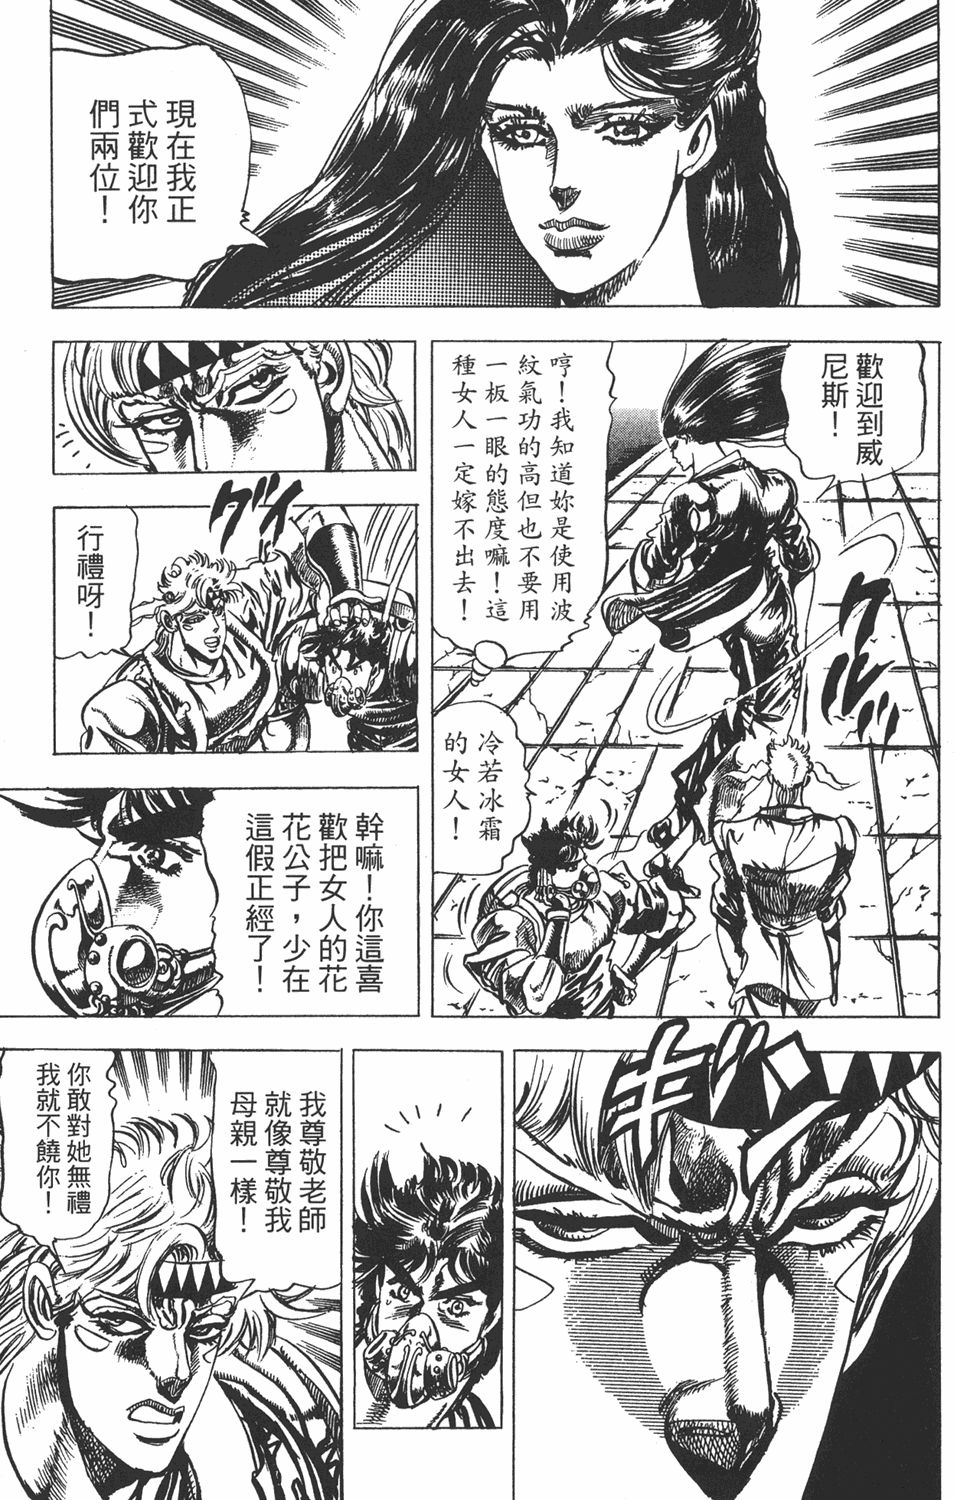 現在我正
式歡迎你
們兩位！
歡迎到威
尼斯！
哼！我知道妳是使用波
紋氣功的高但也不要用
一板一眼的態度嘛！這
種女人一定嫁不出去！
クルッ
冷若冰霜
的女人！
グイ
行禮呀！
幹嘛！你這喜
歡把女人的花
花公子，少在
這假正經了！
ギン
我尊敬老師
就像尊敬我
母親一樣！
你敢對她無禮
我就不饒你！